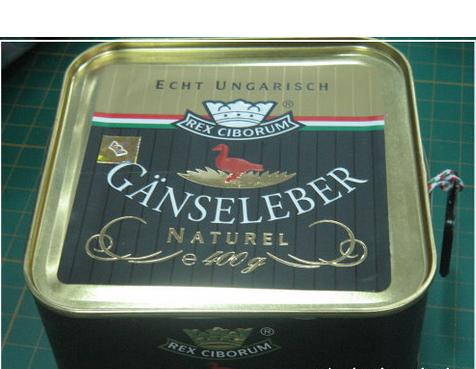 ECHT UNGARISCH
®
REX CIBORUM
GÄNSELEBER
NATUREL
℮ 400 g
®
REX CIBORUM